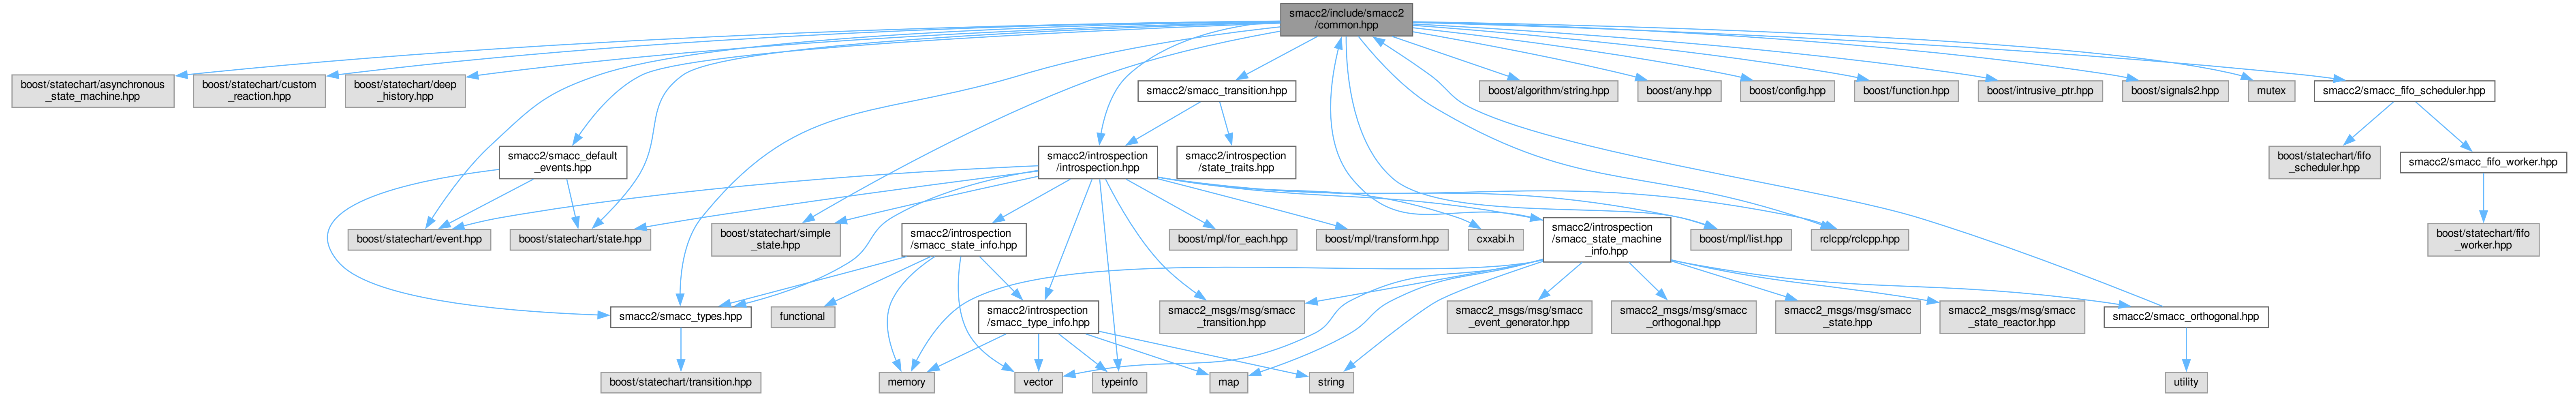 smacc2/include/smacc2
/common.hpp
boost/statechart/asynchronous
_state_machine.hpp
boost/statechart/custom
_reaction.hpp
boost/statechart/deep
_history.hpp
smacc2/smacc_transition.hpp
boost/algorithm/string.hpp
boost/any.hpp
boost/config.hpp
boost/function.hpp
boost/intrusive_ptr.hpp
boost/signals2.hpp
mutex
smacc2/smacc_fifo_scheduler.hpp
smacc2/smacc_default
_events.hpp
smacc2/introspection
/introspection.hpp
smacc2/introspection
/state_traits.hpp
boost/statechart/fifo
_scheduler.hpp
smacc2/smacc_fifo_worker.hpp
boost/statechart/event.hpp
boost/statechart/state.hpp
boost/statechart/simple
_state.hpp
smacc2/introspection
/smacc_state_info.hpp
boost/mpl/for_each.hpp
boost/mpl/transform.hpp
cxxabi.h
smacc2/introspection
/smacc_state_machine
_info.hpp
boost/mpl/list.hpp
rclcpp/rclcpp.hpp
boost/statechart/fifo
_worker.hpp
smacc2/smacc_types.hpp
functional
smacc2/introspection
/smacc_type_info.hpp
smacc2_msgs/msg/smacc
_transition.hpp
smacc2_msgs/msg/smacc
_event_generator.hpp
smacc2_msgs/msg/smacc
_orthogonal.hpp
smacc2_msgs/msg/smacc
_state.hpp
smacc2_msgs/msg/smacc
_state_reactor.hpp
smacc2/smacc_orthogonal.hpp
boost/statechart/transition.hpp
memory
vector
typeinfo
map
string
utility